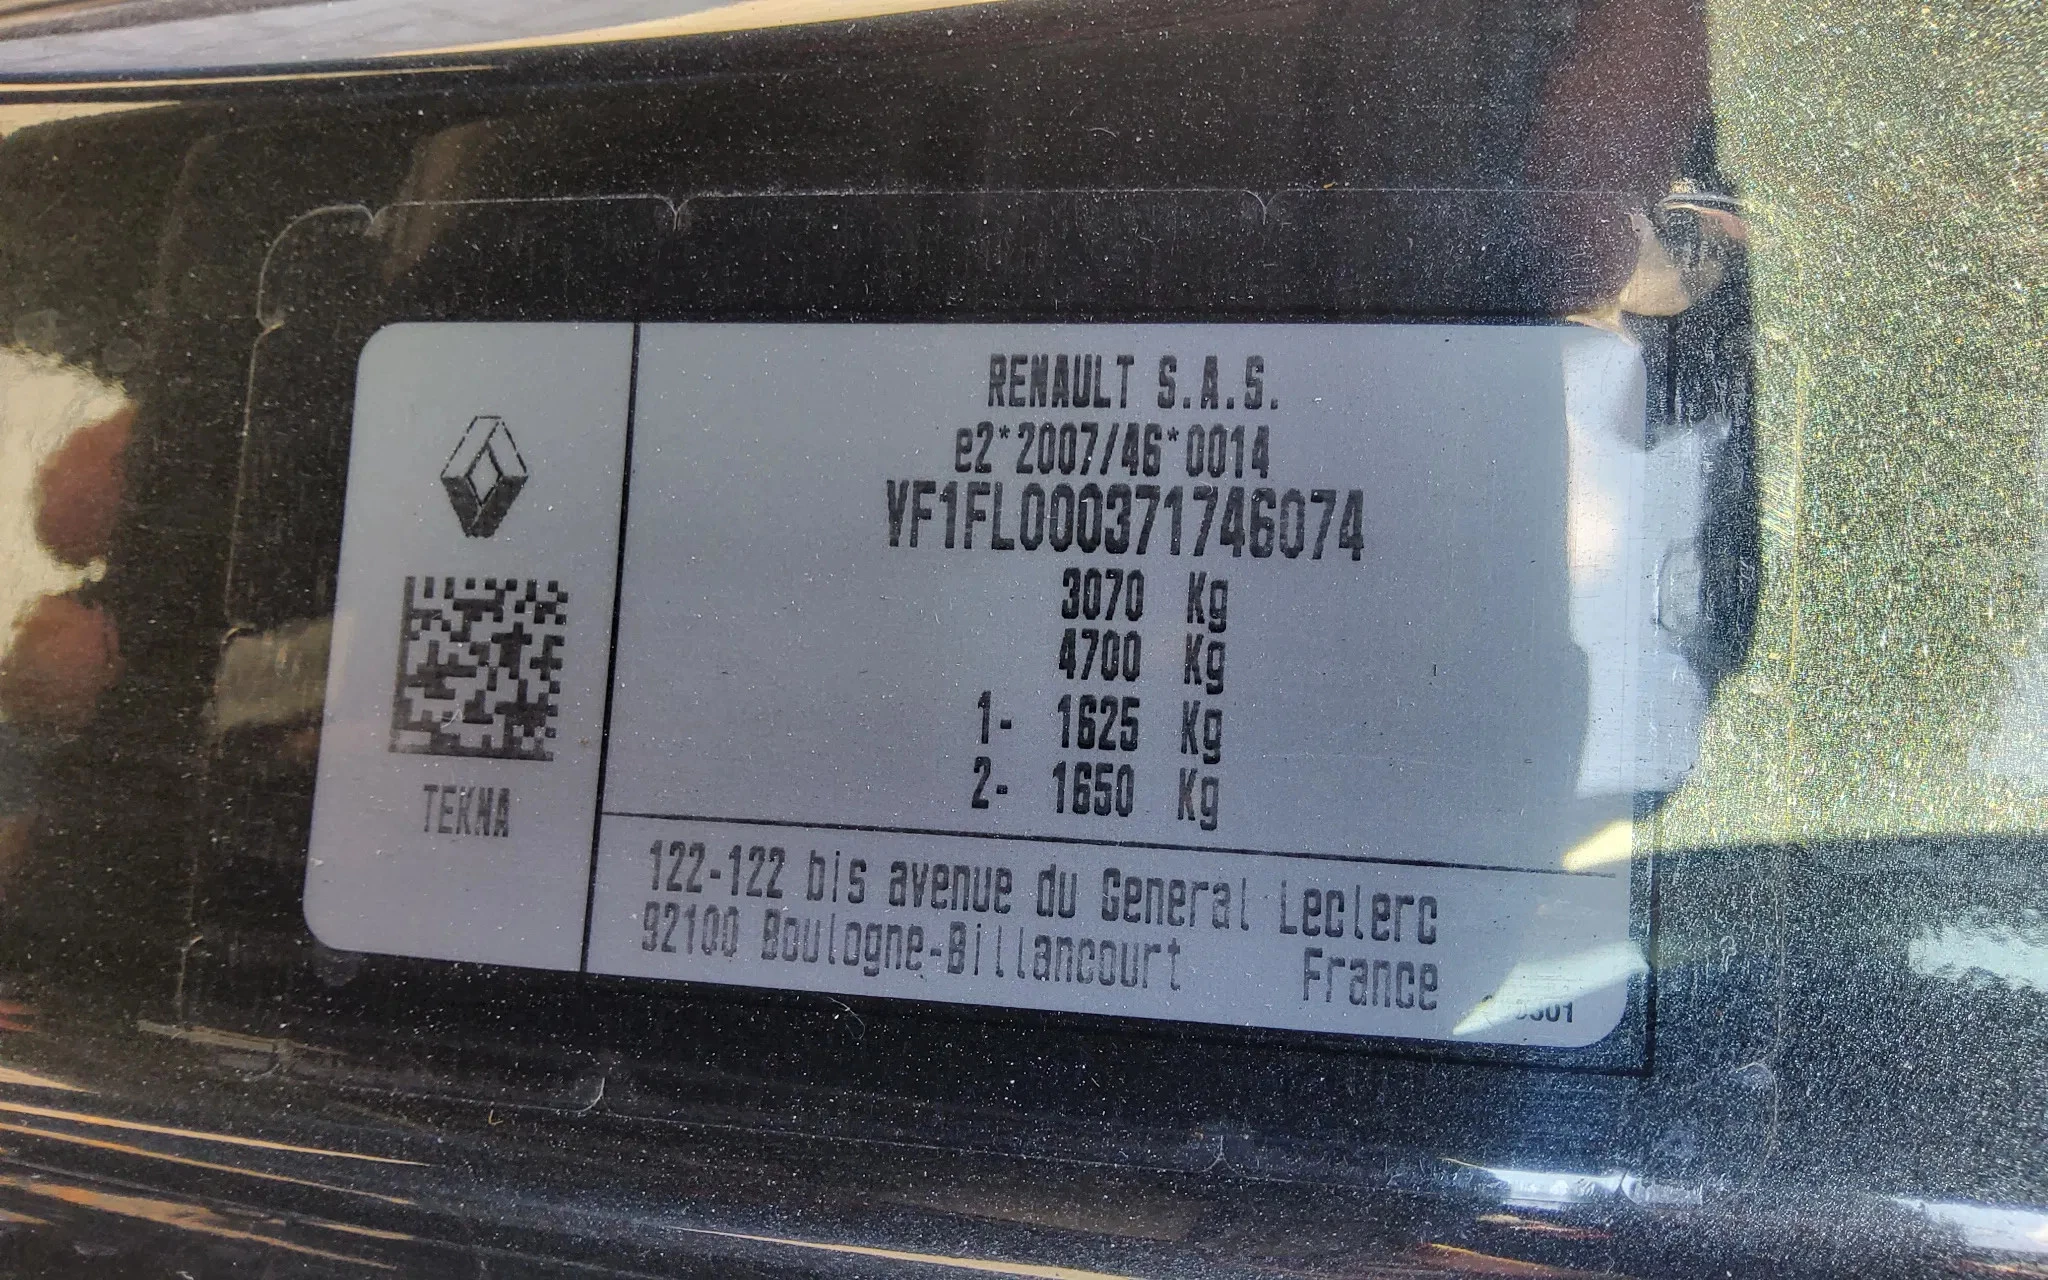 RENAULT S.A.S.
e2*2007/46*0014
VF1FL000371746074
3070 Kg
4700 Kg
1- 1625 Kg
2- 1650 Kg
TEKNA
122-122 bis avenue du General Leclerc
92100 Boulogne-Billancourt France